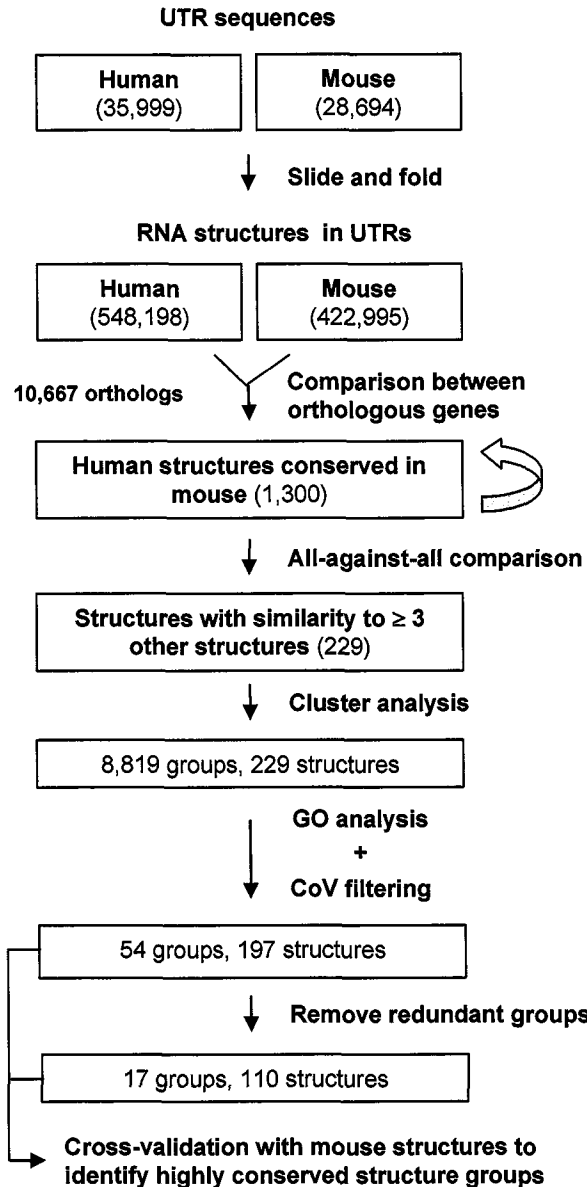 UTR sequences
Human
(35,999)
Mouse
(28,694)
Slide and fold
RNA structures in UTRs
Human
(548,198)
Mouse
(422,995)
10,667 orthologs
Comparison between
orthologous genes
Human structures conserved in
mouse (1,300)
All-against-all comparison
Structures with similarity to ≥ 3
other structures (229)
Cluster analysis
8,819 groups, 229 structures
GO analysis
+
CoV filtering
54 groups, 197 structures
Remove redundant groups
17 groups, 110 structures
Cross-validation with mouse structures to
identify highly conserved structure groups